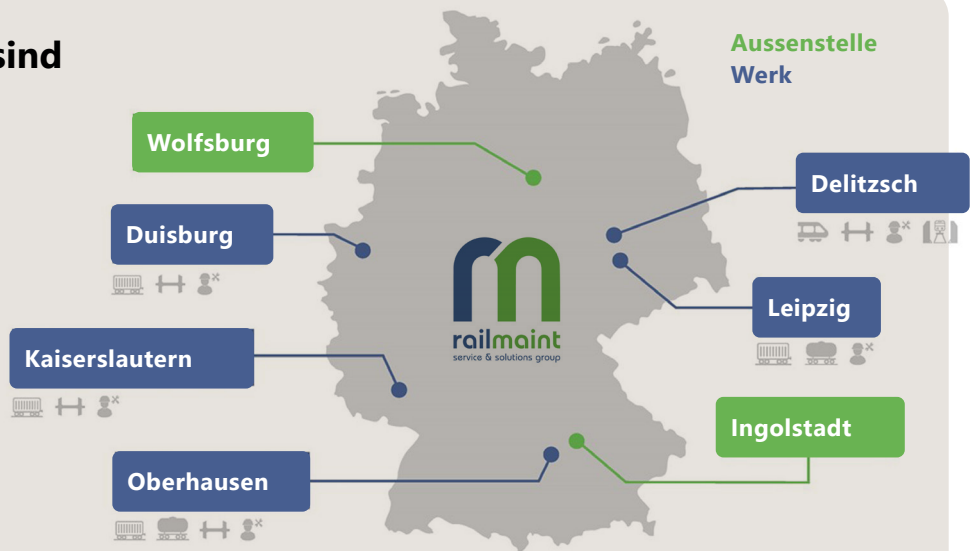 sind
Aussenstelle
Werk
Wolfsburg
Delitzsch
Duisburg
Leipzig
railmaint
service & solutions group
Kaiserslautern
Ingolstadt
Oberhausen